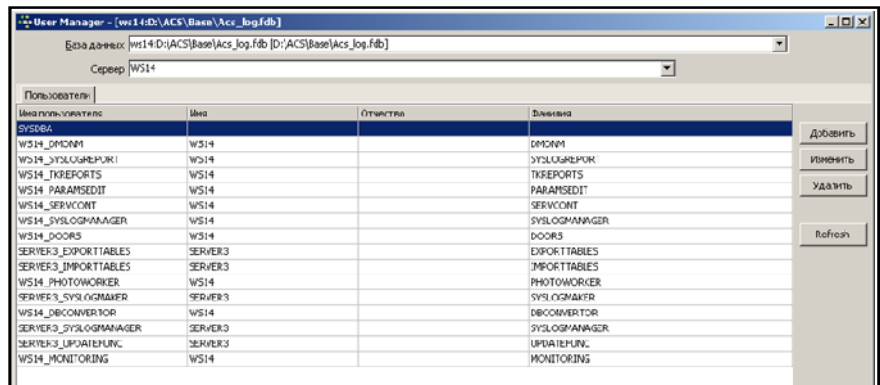 User Manager - [ws14:D:\ACS\Base\Acs_log.fdb]
База данных ws14:D:\ACS\Base\Acs_log.fdb [D:\ACS\Base\Acs_log.fdb]
Сервер WS14
Пользователи
Имя пользователя Имя Отчество Фамилия
SYSDBA
WS14_DMONM WS14 DMONM
WS14_SYSLOGREPORT WS14 SYSLOGREPORT
WS14_TKREPORTS WS14 TKREPORTS
WS14_PARAMSEDIT WS14 PARAMSEDIT
WS14_SERVCONT WS14 SERVCONT
WS14_SYSLOGMANAGER WS14 SYSLOGMANAGER
WS14_DOORS WS14 DOORS
SERVER3_EXPORTTABLES SERVER3 EXPORTTABLES
SERVER3_IMPORTTABLES SERVER3 IMPORTTABLES
WS14_PHOTOWORKER WS14 PHOTOWORKER
SERVER3_SYSLOGMAKER SERVER3 SYSLOGMAKER
WS14_DBCONVERTOR WS14 DBCONVERTOR
SERVER3_SYSLOGMANAGER SERVER3 SYSLOGMANAGER
SERVER3_UPDATEFUNC SERVER3 UPDATEFUNC
WS14_MONITORING WS14 MONITORING
Добавить
Изменить
Удалить
Refresh